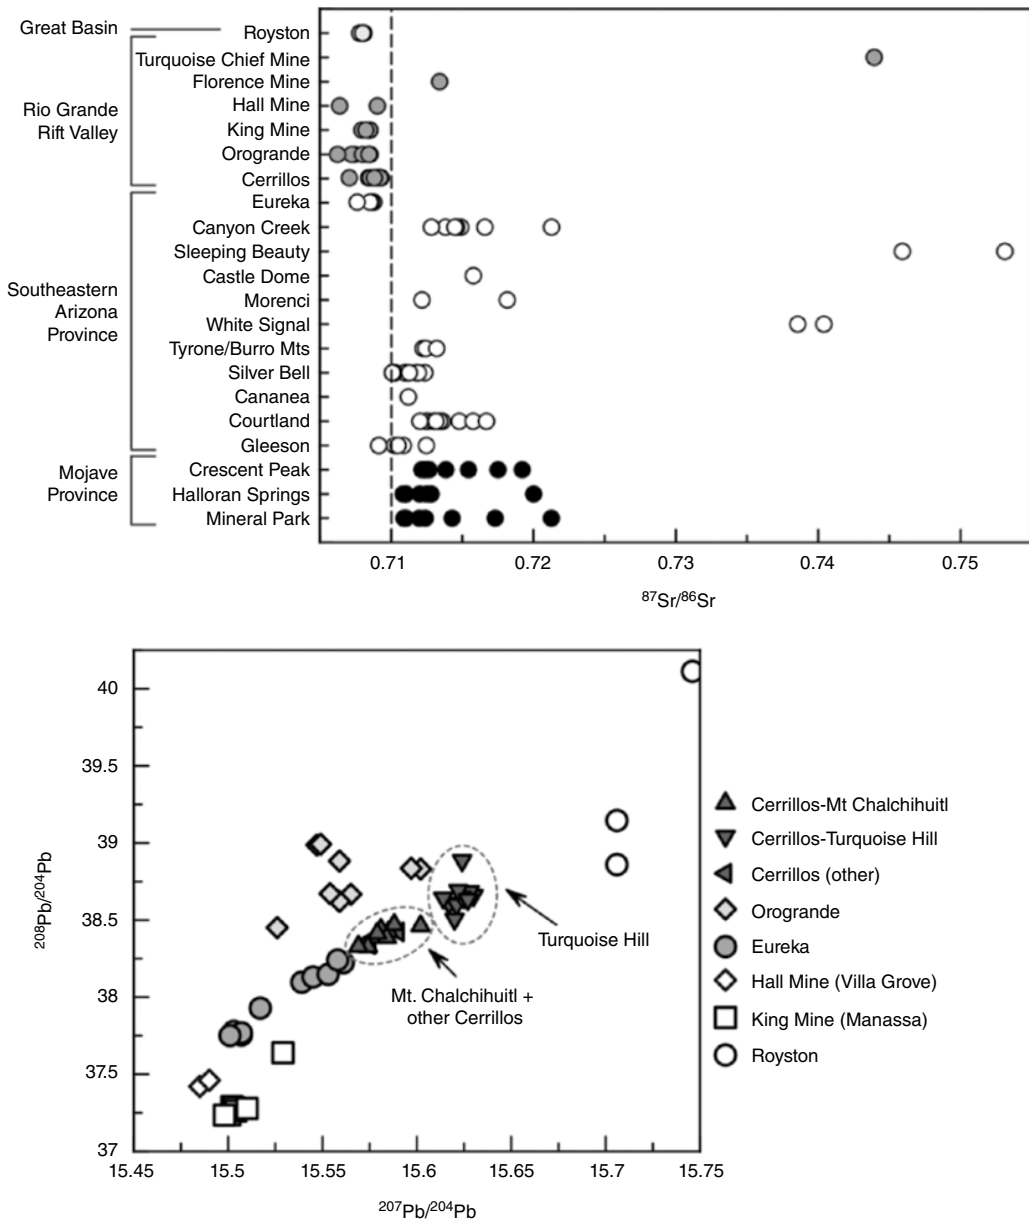 Great Basin
Royston
Turquoise Chief Mine
Florence Mine
Rio Grande
Rift Valley
Hall Mine
King Mine
Orogrande
Cerrillos
Eureka
Canyon Creek
Sleeping Beauty
Southeastern
Arizona
Province
Castle Dome
Morenci
White Signal
Tyrone/Burro Mts
Silver Bell
Cananea
Courtland
Gleeson
Mojave
Province
Crescent Peak
Halloran Springs
Mineral Park
0.71 0.72 0.73 0.74 0.75
⁸⁷Sr/⁸⁶Sr
40
39.5
39
38.5
38
37.5
37
²⁰⁸Pb/²⁰⁴Pb
Turquoise Hill
Mt. Chalchihuitl +
other Cerrillos
15.45 15.5 15.55 15.6 15.65 15.7 15.75
²⁰⁷Pb/²⁰⁴Pb
Cerrillos-Mt Chalchihuitl
Cerrillos-Turquoise Hill
Cerrillos (other)
Orogrande
Eureka
Hall Mine (Villa Grove)
King Mine (Manassa)
Royston